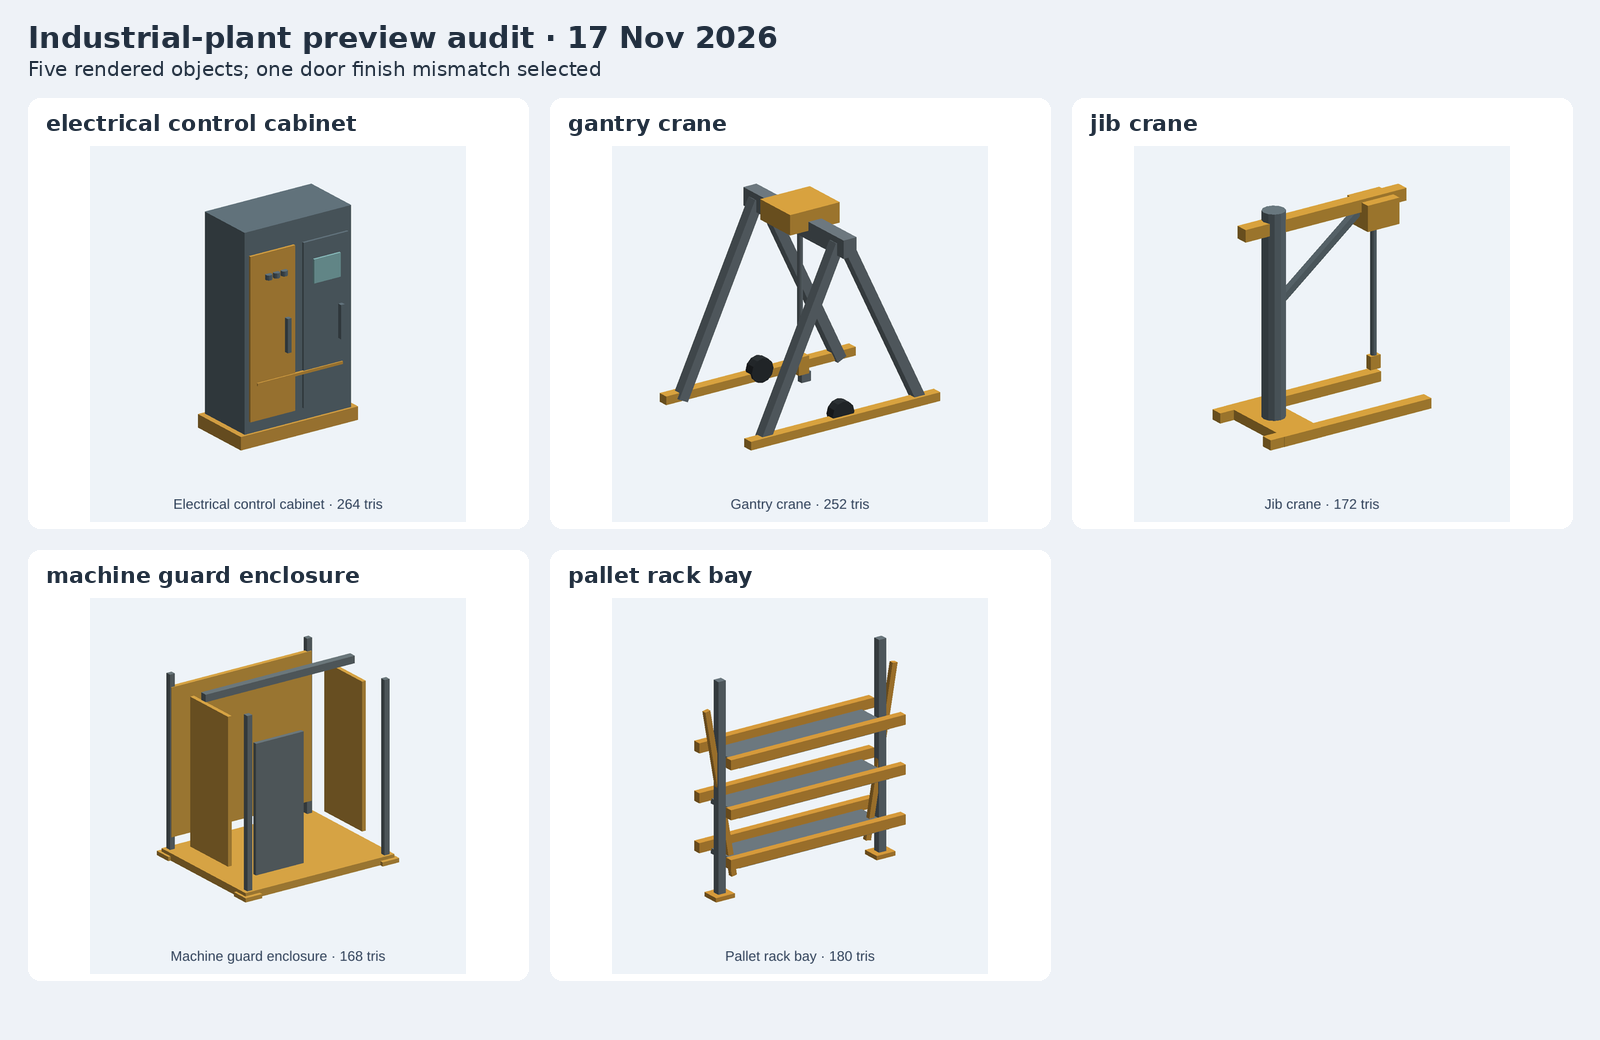 Industrial-plant preview audit · 17 Nov 2026
Five rendered objects; one door finish mismatch selected
electrical control cabinet
Electrical control cabinet · 264 tris
gantry crane
Gantry crane · 252 tris
jib crane
Jib crane · 172 tris
machine guard enclosure
Machine guard enclosure · 168 tris
pallet rack bay
Pallet rack bay · 180 tris